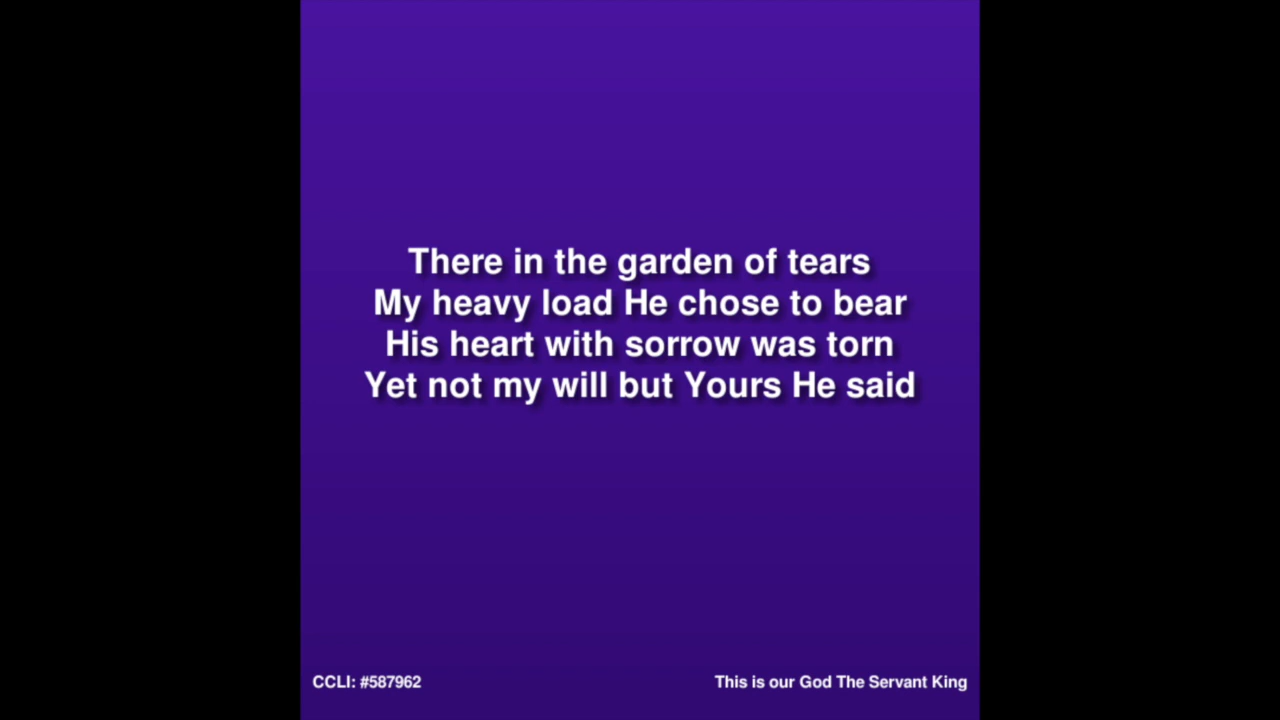 There in the garden of tears
My heavy load He chose to bear
His heart with sorrow was torn
Yet not my will but Yours He said
CCLI: #587962
This is our God The Servant King